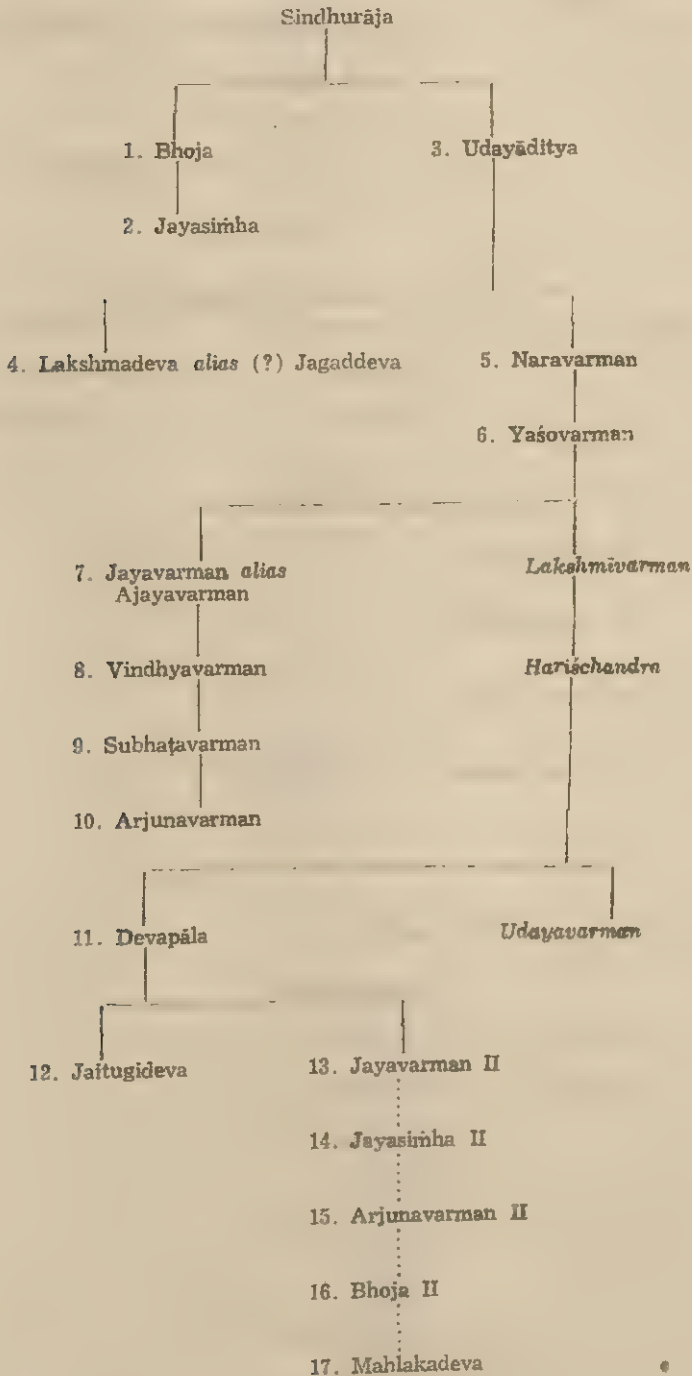 Sindhurāja
1. Bhoja
3. Udayāditya
2. Jayasiṁha
4. Lakshmadeva alias (?) Jagaddeva
5. Naravarman
6. Yaśovarman
7. Jayavarman alias
Ajayavarman
Lakshmīvarman
8. Vindhyavarman
Hariśchandra
9. Subhaṭavarman
10. Arjunavarman
11. Devapāla
Udayavarman
12. Jaitugideva
13. Jayavarman II
14. Jayasiṁha II
15. Arjunavarman II
16. Bhoja II
17. Mahlakadeva